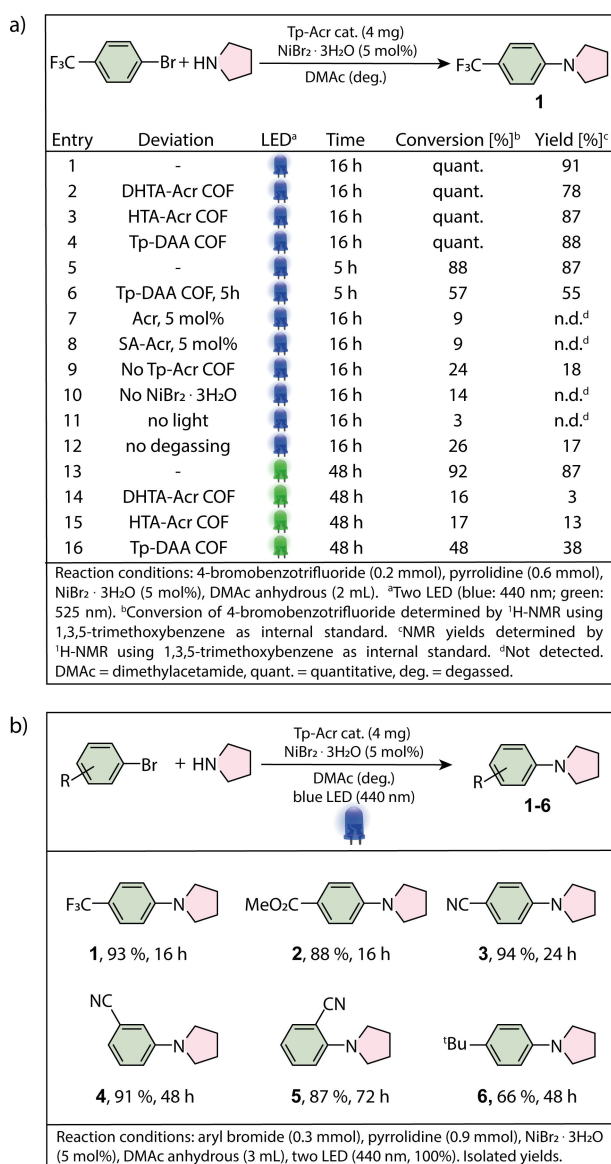 a)
Tp-Acr cat. (4 mg)
NiBr₂ · 3H₂O (5 mol%)
F₃C Br + HN DMAc (deg.) F₃C N
1
Entry Deviation LEDᵃ Time Conversion [%]ᵇ Yield [%]ᶜ
1 - 16 h quant. 91
2 DHTA-Acr COF 16 h quant. 78
3 HTA-Acr COF 16 h quant. 87
4 Tp-DAA COF 16 h quant. 88
5 - 5 h 88 87
6 Tp-DAA COF, 5h 5 h 57 55
7 Acr, 5 mol% 16 h 9 n.d.ᵈ
8 SA-Acr, 5 mol% 16 h 9 n.d.ᵈ
9 No Tp-Acr COF 16 h 24 18
10 No NiBr₂ · 3H₂O 16 h 14 n.d.ᵈ
11 no light 16 h 3 n.d.ᵈ
12 no degassing 16 h 26 17
13 - 48 h 92 87
14 DHTA-Acr COF 48 h 16 3
15 HTA-Acr COF 48 h 17 13
16 Tp-DAA COF 48 h 48 38
Reaction conditions: 4-bromobenzotrifluoride (0.2 mmol), pyrrolidine (0.6 mmol),
NiBr₂ · 3H₂O (5 mol%), DMAc anhydrous (2 mL). ᵃTwo LED (blue: 440 nm; green:
525 nm). ᵇConversion of 4-bromobenzotrifluoride determined by ¹H-NMR using
1,3,5-trimethoxybenzene as internal standard. ᶜNMR yields determined by
¹H-NMR using 1,3,5-trimethoxybenzene as internal standard. ᵈNot detected.
DMAc = dimethylacetamide, quant. = quantitative, deg. = degassed.
b)
Tp-Acr cat. (4 mg)
NiBr₂ · 3H₂O (5 mol%)
R Br + HN DMAc (deg.) R N
blue LED (440 nm)
1-6
F₃C N MeO₂C N NC N
1, 93 %, 16 h 2, 88 %, 16 h 3, 94 %, 24 h
NC N CN N ᵗBu N
4, 91 %, 48 h 5, 87 %, 72 h 6, 66 %, 48 h
Reaction conditions: aryl bromide (0.3 mmol), pyrrolidine (0.9 mmol), NiBr₂ · 3H₂O
(5 mol%), DMAc anhydrous (3 mL), two LED (440 nm, 100%). Isolated yields.